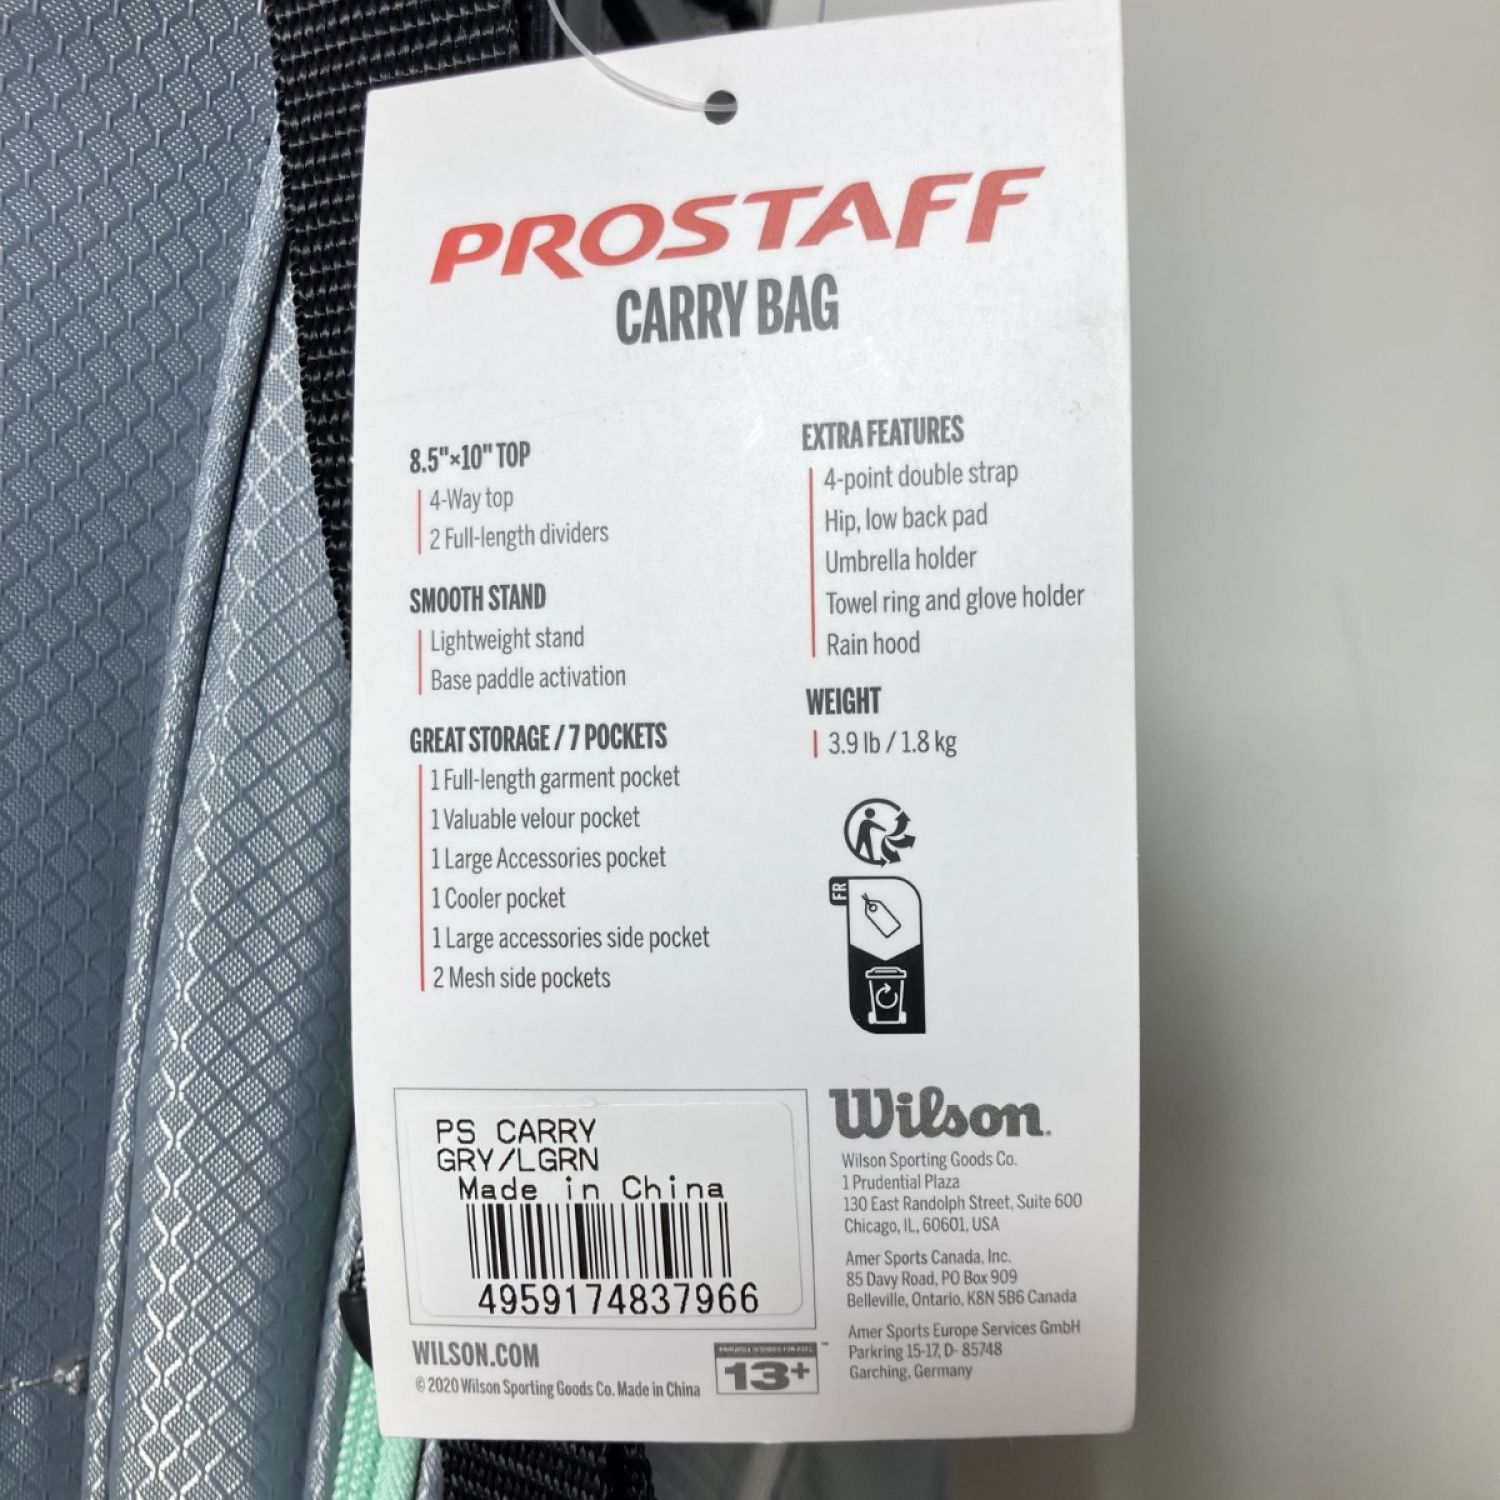 PROSTAFF
CARRY BAG
8.5"×10" TOP
4-Way top
2 Full-length dividers
SMOOTH STAND
Lightweight stand
Base paddle activation
GREAT STORAGE / 7 POCKETS
1 Full-length garment pocket
1 Valuable velour pocket
1 Large Accessories pocket
1 Cooler pocket
1 Large accessories side pocket
2 Mesh side pockets
EXTRA FEATURES
4-point double strap
Hip, low back pad
Umbrella holder
Towel ring and glove holder
Rain hood
WEIGHT
3.9 lb / 1.8 kg
FR
PS CARRY
GRY/LGRN
Made in China
4959174837966
WILSON.COM
© 2020 Wilson Sporting Goods Co. Made in China
13+
Wilson.
Wilson Sporting Goods Co.
1 Prudential Plaza
130 East Randolph Street, Suite 600
Chicago, IL, 60601, USA
Amer Sports Canada, Inc.
85 Davy Road, PO Box 909
Belleville, Ontario, K8N 5B6 Canada
Amer Sports Europe Services GmbH
Parkring 15-17, D- 85748
Garching, Germany